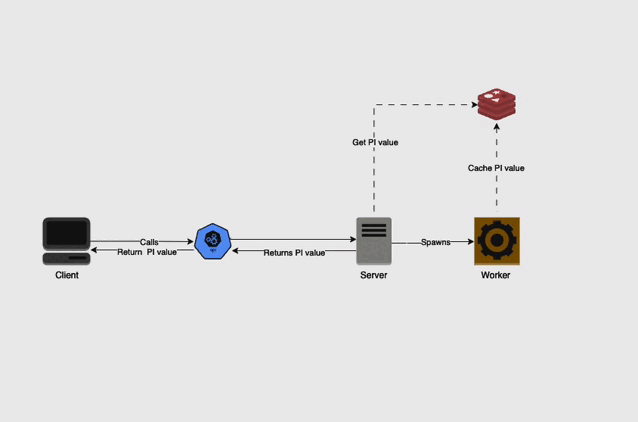 Get PI value
Cache PI value
Calls
Return PI value
Returns PI value
Spawns
Client
Server
Worker